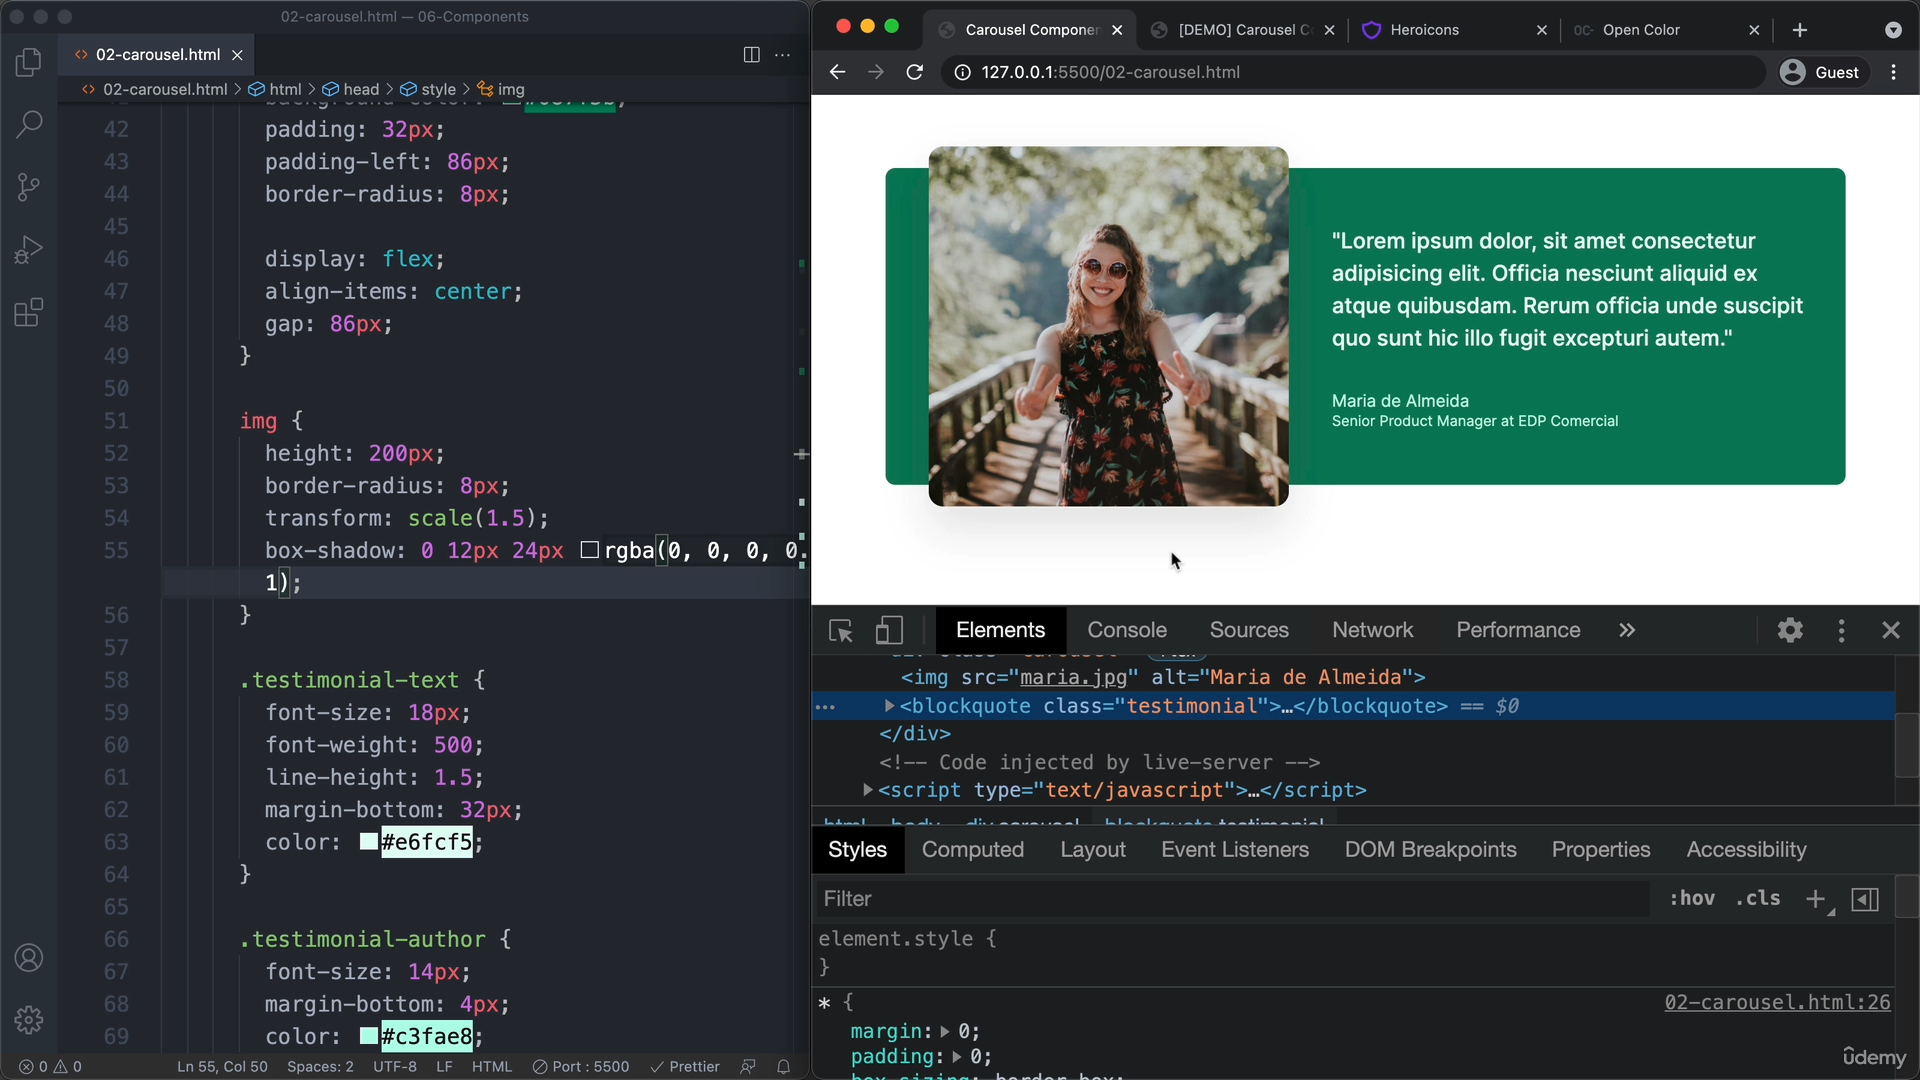 02-carousel.html — 06-Components
02-carousel.html
02-carousel.html > html > head > style > img
42 padding: 32px;
43 padding-left: 86px;
44 border-radius: 8px;
45
46 display: flex;
47 align-items: center;
48 gap: 86px;
49 }
50
51 img {
52 height: 200px;
53 border-radius: 8px;
54 transform: scale(1.5);
55 box-shadow: 0 12px 24px rgba(0, 0, 0, 0.
1);
56 }
57
58 .testimonial-text {
59 font-size: 18px;
60 font-weight: 500;
61 line-height: 1.5;
62 margin-bottom: 32px;
63 color: #e6fcf5;
64 }
65
66 .testimonial-author {
67 font-size: 14px;
68 margin-bottom: 4px;
69 color: #c3fae8;
0 0 Ln 55, Col 50 Spaces: 2 UTF-8 LF HTML Port : 5500 Prettier
Carousel Componen [DEMO] Carousel C Heroicons Open Color
127.0.0.1:5500/02-carousel.html Guest
"Lorem ipsum dolor, sit amet consectetur
adipisicing elit. Officia nesciunt aliquid ex
atque quibusdam. Rerum officia unde suscipit
quo sunt hic illo fugit excepturi autem."
Maria de Almeida
Senior Product Manager at EDP Comercial
Elements Console Sources Network Performance »
<img src="maria.jpg" alt="Maria de Almeida">
… <blockquote class="testimonial">…</blockquote> == $0
</div>
<!-- Code injected by live-server -->
<script type="text/javascript">…</script>
html body div.carousel blockquote.testimonial
Styles Computed Layout Event Listeners DOM Breakpoints Properties Accessibility
Filter :hov .cls +
element.style {
}
* { 02-carousel.html:26
margin: 0;
padding: 0;
box-sizing: border-box;
ûdemy